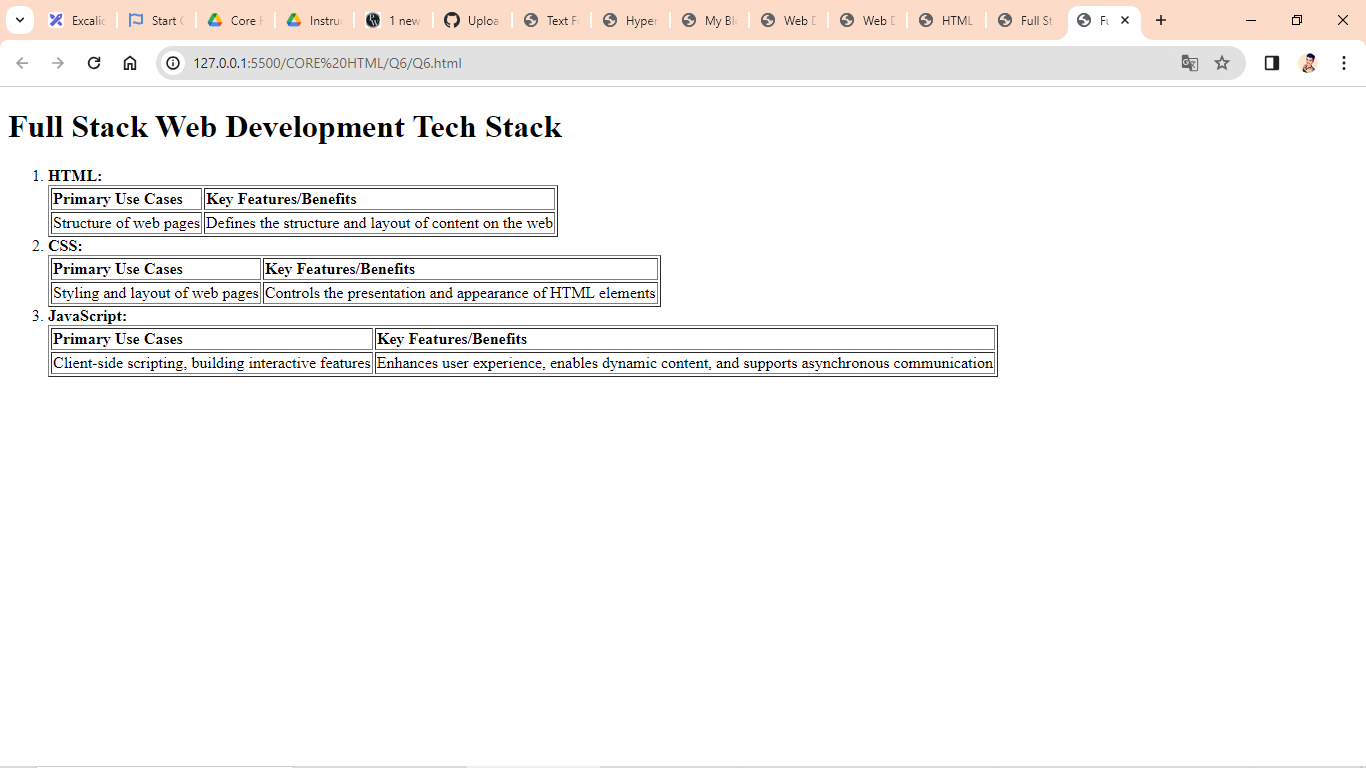 Excalid Start C Core H Instruc 1 new Uploa Text Fo Hyper My Blo Web D Web D HTML Full St Fu
127.0.0.1:5500/CORE%20HTML/Q6/Q6.html
Full Stack Web Development Tech Stack
1. HTML:
Primary Use Cases Key Features/Benefits
Structure of web pages Defines the structure and layout of content on the web
2. CSS:
Primary Use Cases Key Features/Benefits
Styling and layout of web pages Controls the presentation and appearance of HTML elements
3. JavaScript:
Primary Use Cases Key Features/Benefits
Client-side scripting, building interactive features Enhances user experience, enables dynamic content, and supports asynchronous communication